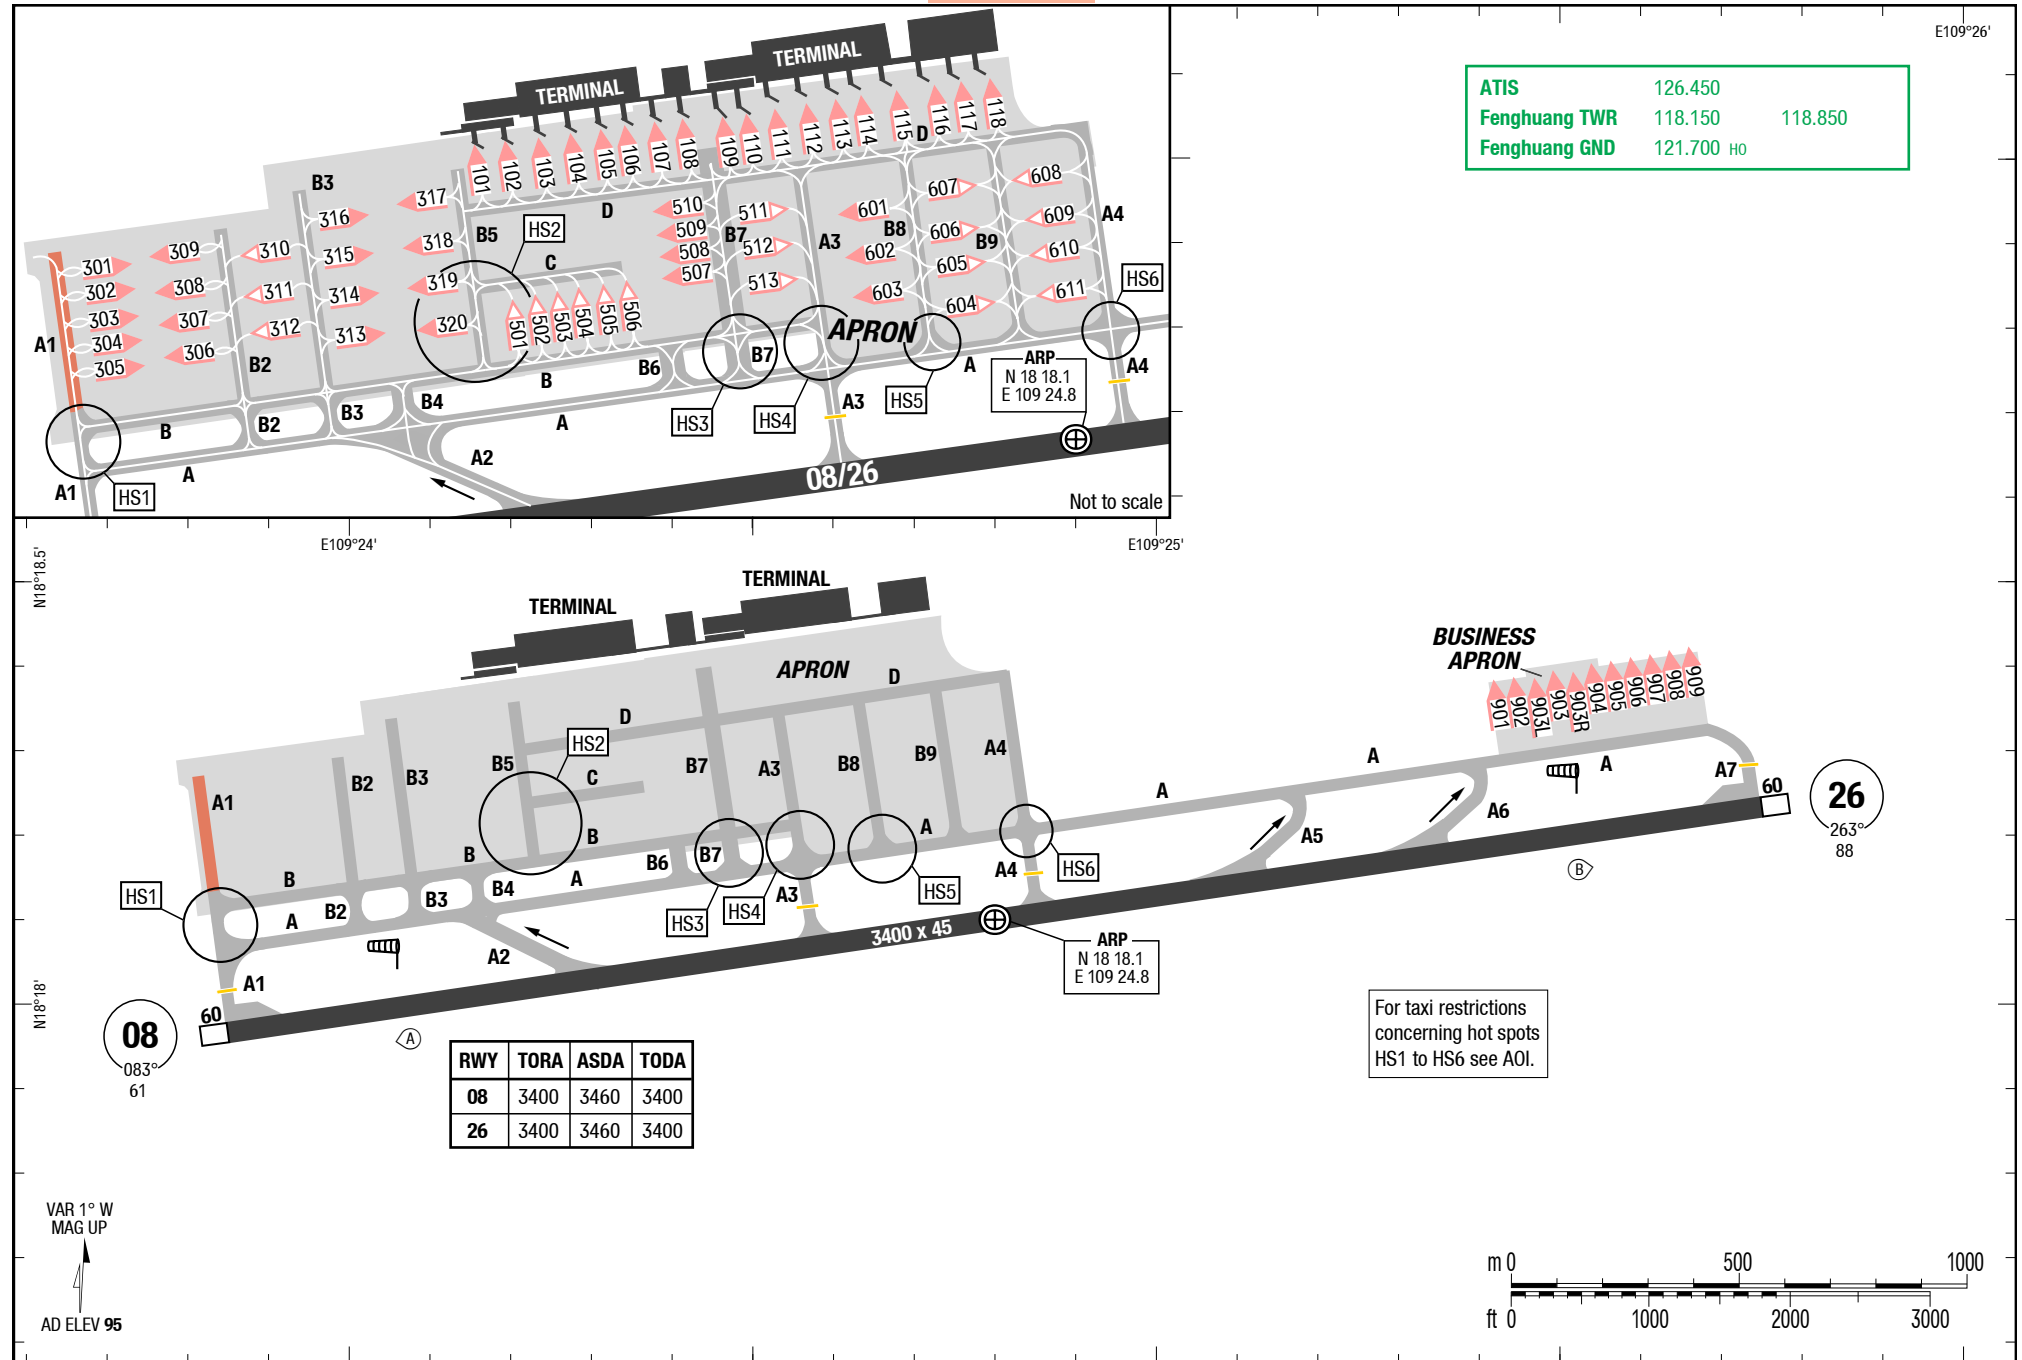 E109°26'
ATIS 126.450
Fenghuang TWR 118.150 118.850
Fenghuang GND 121.700 HO
TERMINAL
TERMINAL
101 102 103 104 105 106 107 108 109 110 111 112 113 114 115 116 117 118
D
B3
316 317
315 318
314 319
313 320
309 310
308 311
307 312
306
301
302
303
304
305
A1
B2
B5
HS2
D
C
501 502 503 504 505 506
510
509
508
507
B7
511
512
513
A3
601
602
603
B8
607
606
605
604
B9
608
609
610
611
A4
HS6
APRON
B
B2
B3
B4
B
B6
B7
A
A
A
A1
HS1
A2
HS3
HS4
A3
HS5
A4
ARP
N 18 18.1
E 109 24.8
08/26
Not to scale
E109°24'
E109°25'
N18°18.5'
N18°18'
TERMINAL
TERMINAL
APRON
D
D
HS2
C
B5
B7
A3
B8
B9
A4
A1
B2
B3
B
B
B
A
A
A
B2
B3
B4
B6
B7
HS1
HS3
HS4
HS5
HS6
A3
A4
A1
A2
A
A
A
A5
A6
A7
BUSINESS
APRON
901 902 903L 903 903R 904 905 906 907 908 909
60
26
263°
88
B
3400 x 45
ARP
N 18 18.1
E 109 24.8
60
08
083°
61
A
RWY TORA ASDA TODA
08 3400 3460 3400
26 3400 3460 3400
For taxi restrictions
concerning hot spots
HS1 to HS6 see AOI.
VAR 1° W
MAG UP
AD ELEV 95
m 0 500 1000
ft 0 1000 2000 3000